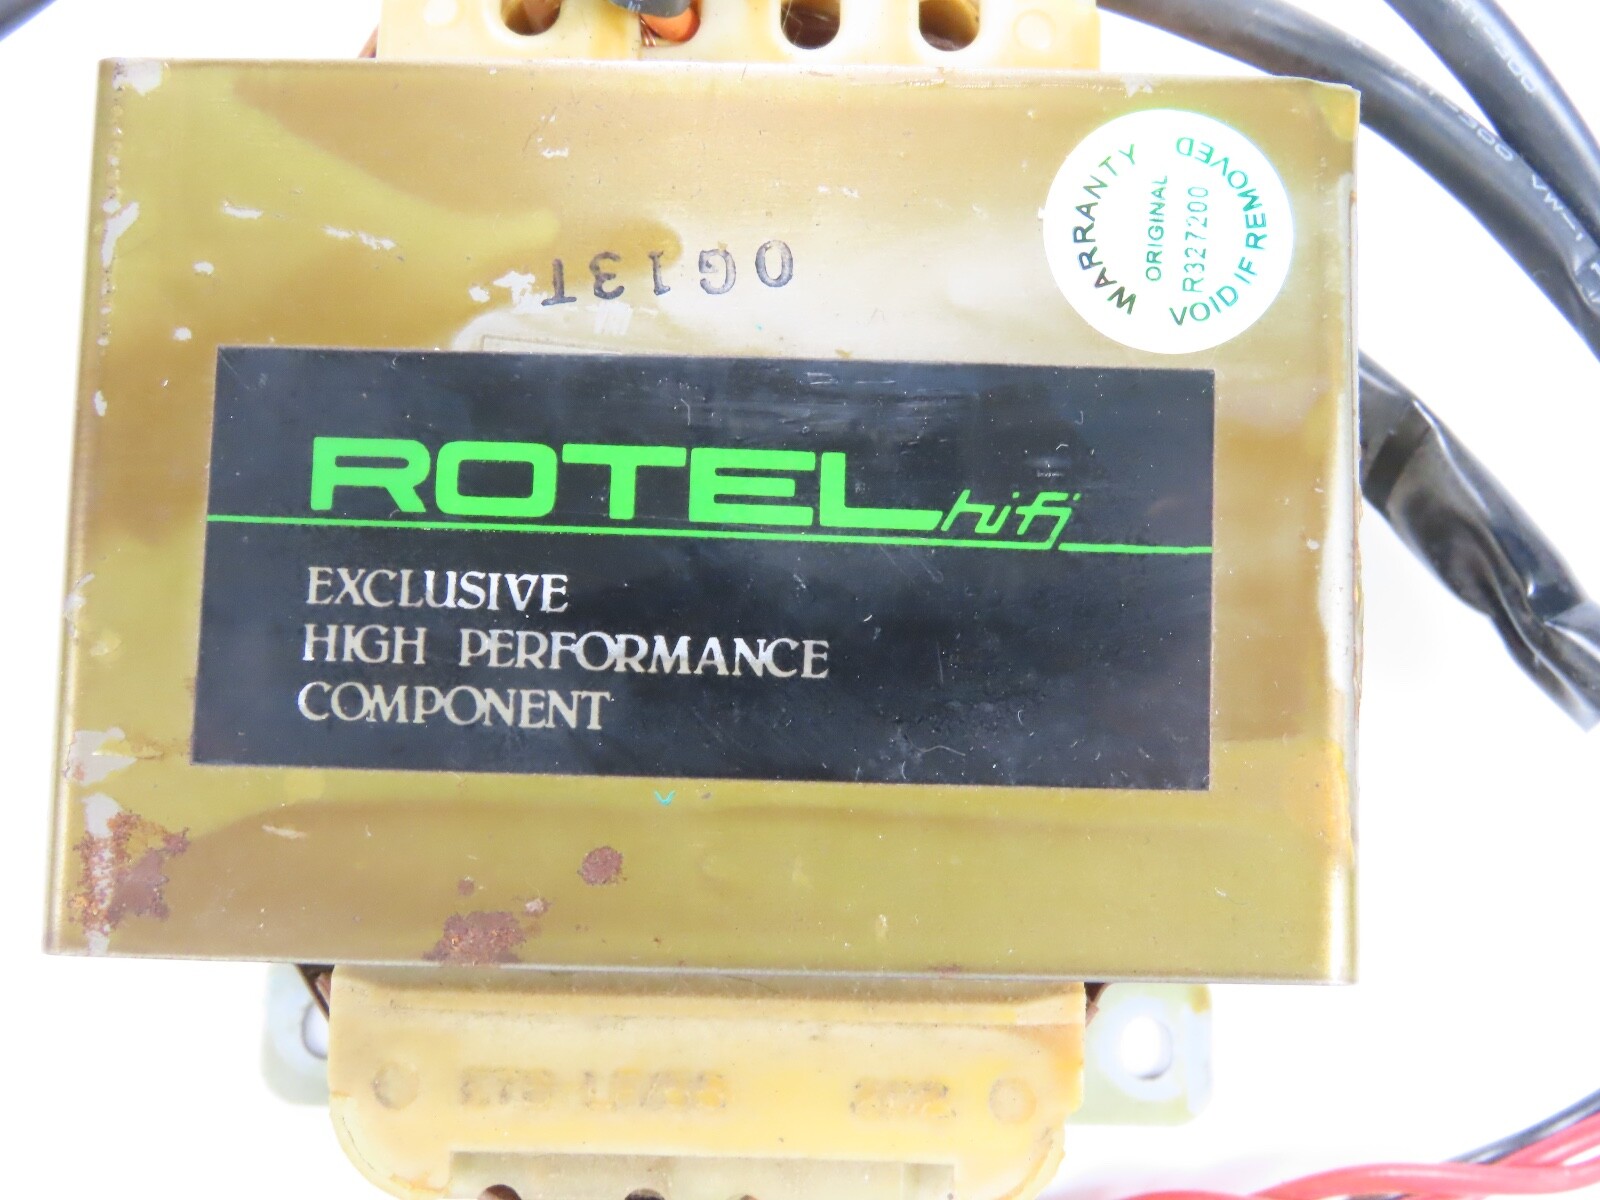 WARRANTY
ORIGINAL
R327200
VOID IF REMOVED
0G13T
ROTEL hifi
EXCLUSIVE
HIGH PERFORMANCE
COMPONENT